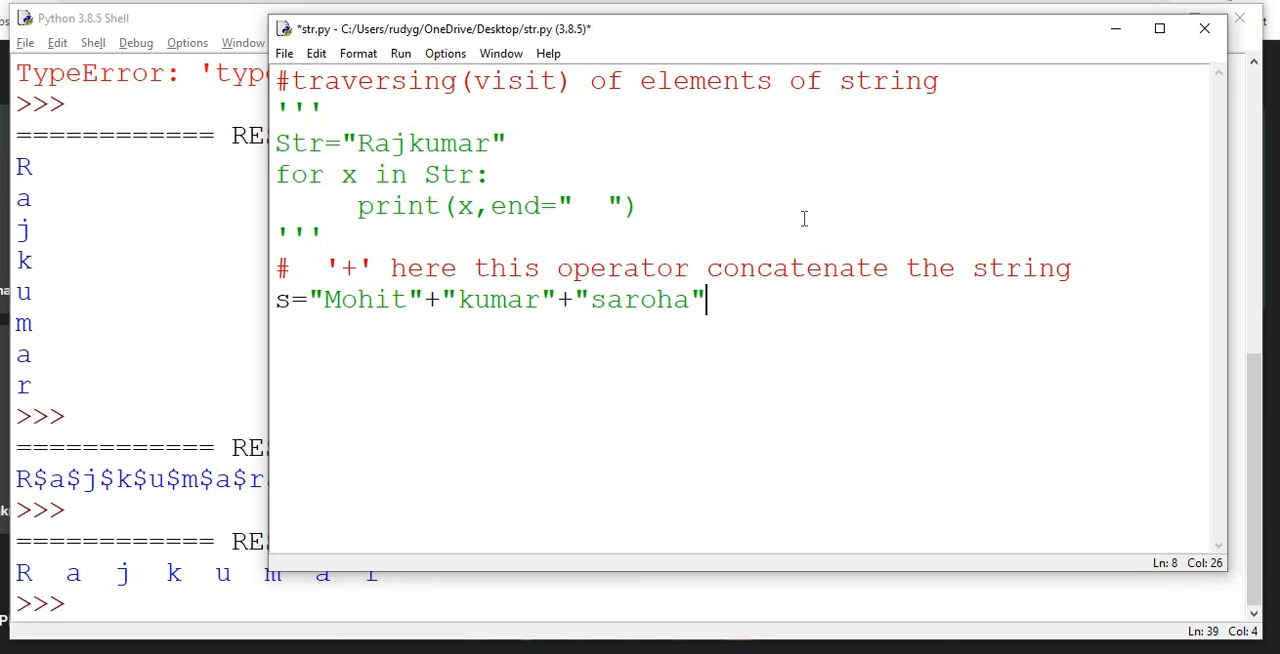 Python 3.8.5 Shell
File Edit Shell Debug Options Window
TypeError: 'typ
>>>
============ RE
R
a
j
k
u
m
a
r
>>>
============ RE
R$a$j$k$u$m$a$r
>>>
============ RE
R a j k u m a r
>>>
Ln: 39 Col: 4
*str.py - C:/Users/rudyg/OneDrive/Desktop/str.py (3.8.5)*
File Edit Format Run Options Window Help
#traversing(visit) of elements of string
'''
Str="Rajkumar"
for x in Str:
     print(x,end="  ")
'''
#  '+' here this operator concatenate the string
s="Mohit"+"kumar"+"saroha"
Ln: 8 Col: 26